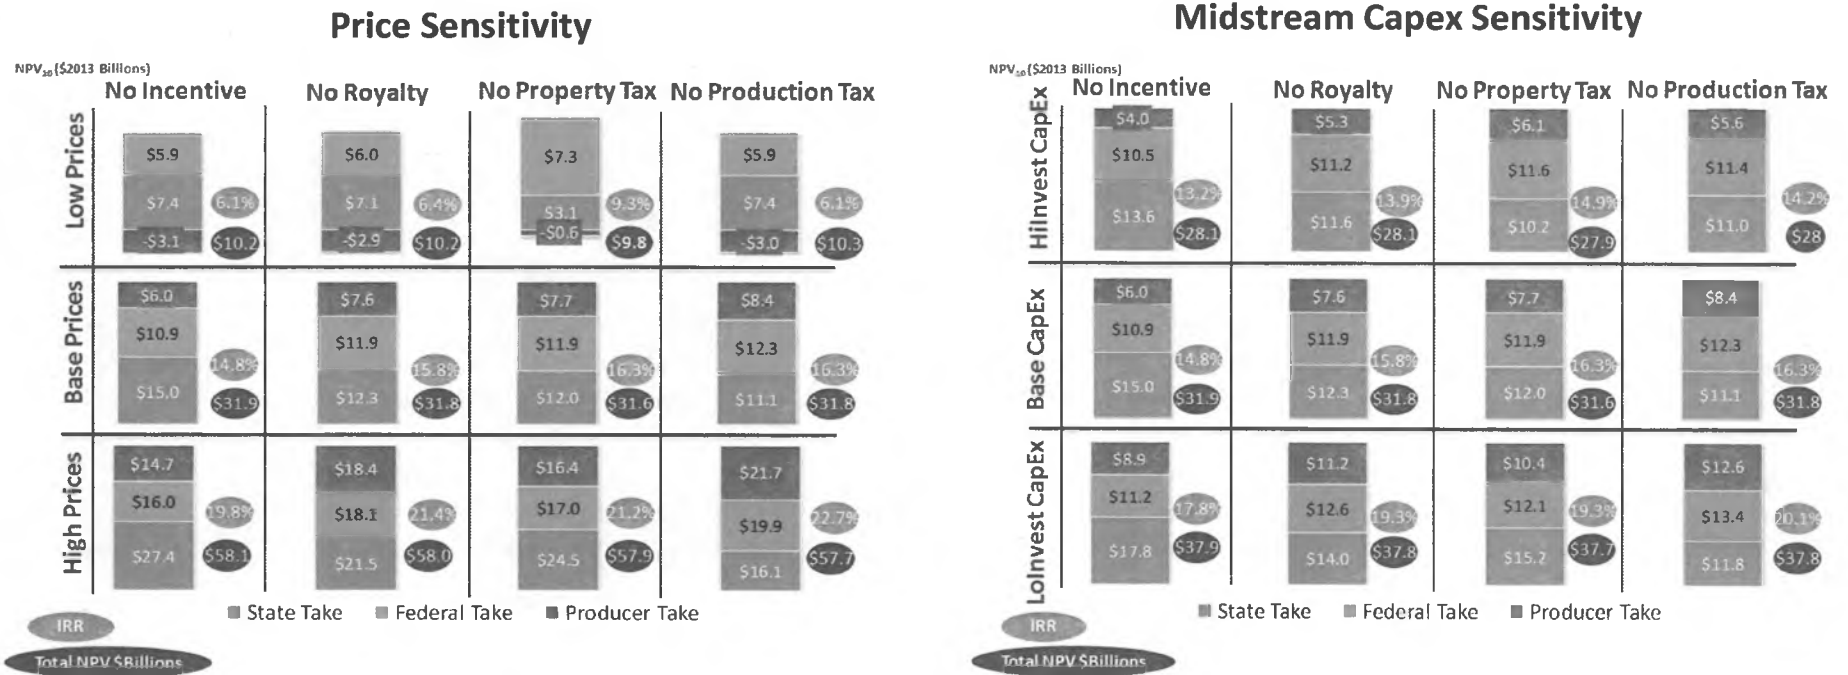 Price Sensitivity
NPV10 ($2013 Billions)
No Incentive No Royalty No Property Tax No Production Tax
Low Prices
$5.9 $6.0 $7.3 $5.9
$7.4 6.1% $7.1 6.4% $3.1 9.3% $7.4 6.1%
-$3.1 $10.2 -$2.9 $10.2 -$0.6 $9.8 -$3.0 $10.3
Base Prices
$6.0 $7.6 $7.7 $8.4
$10.9 $11.9 $11.9 $12.3
14.8% 15.8% 16.3% 16.3%
$15.0 $31.9 $12.3 $31.8 $12.0 $31.6 $11.1 $31.8
High Prices
$14.7 $18.4 $16.4 $21.7
$16.0 19.8% $18.1 21.4% $17.0 21.2% $19.9 22.7%
$27.4 $58.1 $21.5 $58.0 $24.5 $57.9 $16.1 $57.7
State Take Federal Take Producer Take
IRR
Total NPV $Billions
Midstream Capex Sensitivity
NPV10 ($2013 Billions)
No Incentive No Royalty No Property Tax No Production Tax
HiInvest CapEx
$4.0 $5.3 $6.1 $5.6
$10.5 $11.2 $11.6 $11.4
13.2% 13.9% 14.9% 14.2%
$13.6 $28.1 $11.6 $28.1 $10.2 $27.9 $11.0 $28
Base CapEx
$6.0 $7.6 $7.7 $8.4
$10.9 $11.9 $11.9 $12.3
14.8% 15.8% 16.3% 16.3%
$15.0 $31.9 $12.3 $31.8 $12.0 $31.6 $11.1 $31.8
LoInvest CapEx
$8.9 $11.2 $10.4 $12.6
$11.2 17.8% $12.6 19.3% $12.1 19.3% $13.4 20.1%
$17.8 $37.9 $14.0 $37.8 $15.2 $37.7 $11.8 $37.8
State Take Federal Take Producer Take
IRR
Total NPV $Billions